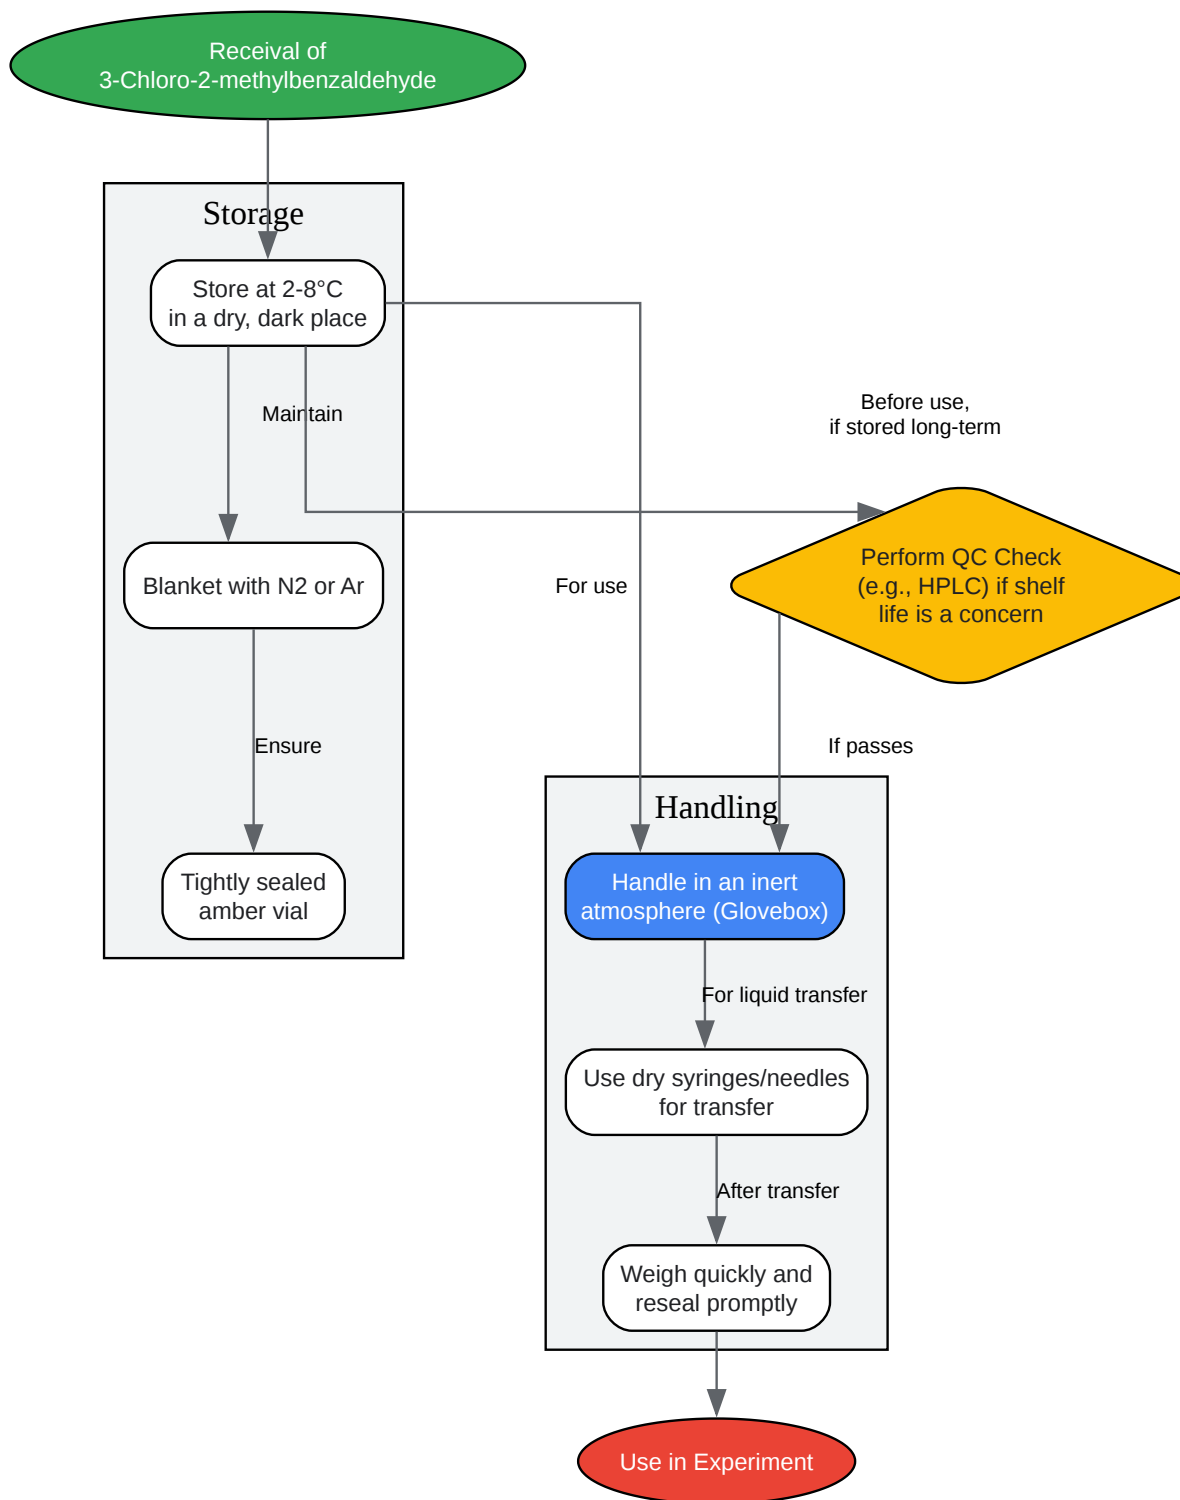 Receival of
3-Chloro-2-methylbenzaldehyde
Storage
Store at 2-8°C
in a dry, dark place
Maintain
Before use,
if stored long-term
Blanket with N2 or Ar
For use
Perform QC Check
(e.g., HPLC) if shelf
life is a concern
Ensure
If passes
Handling
Tightly sealed
amber vial
Handle in an inert
atmosphere (Glovebox)
For liquid transfer
Use dry syringes/needles
for transfer
After transfer
Weigh quickly and
reseal promptly
Use in Experiment